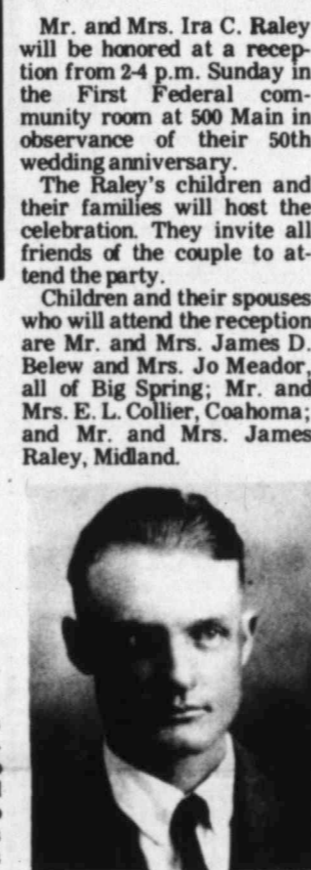 Mr. and Mrs. Ira C. Raley
will be honored at a recep-
tion from 2-4 p.m. Sunday in
the First Federal com-
munity room at 500 Main in
observance of their 50th
wedding anniversary.
The Raley's children and
their families will host the
celebration. They invite all
friends of the couple to at-
tend the party.
Children and their spouses
who will attend the reception
are Mr. and Mrs. James D.
Belew and Mrs. Jo Meador,
all of Big Spring; Mr. and
Mrs. E. L. Collier, Coahoma;
and Mr. and Mrs. James
Raley, Midland.